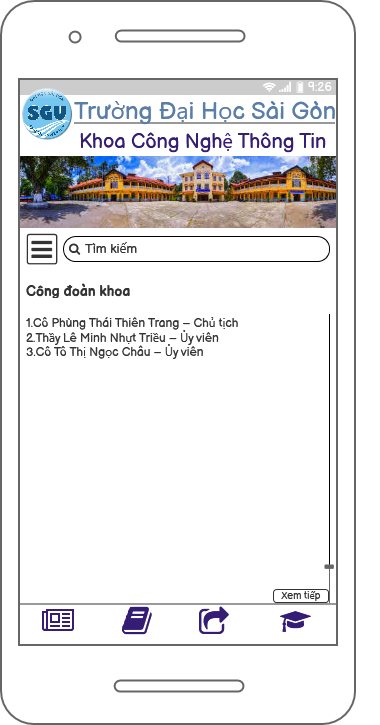 9:26
SGU
Trường Đại Học Sài Gòn
Khoa Công Nghệ Thông Tin
Tìm kiếm
Công đoàn khoa
1.Cô Phùng Thái Thiên Trang – Chủ tịch
2.Thầy Lê Minh Nhựt Triều – Ủy viên
3.Cô Tô Thị Ngọc Châu – Ủy viên
Xem tiếp